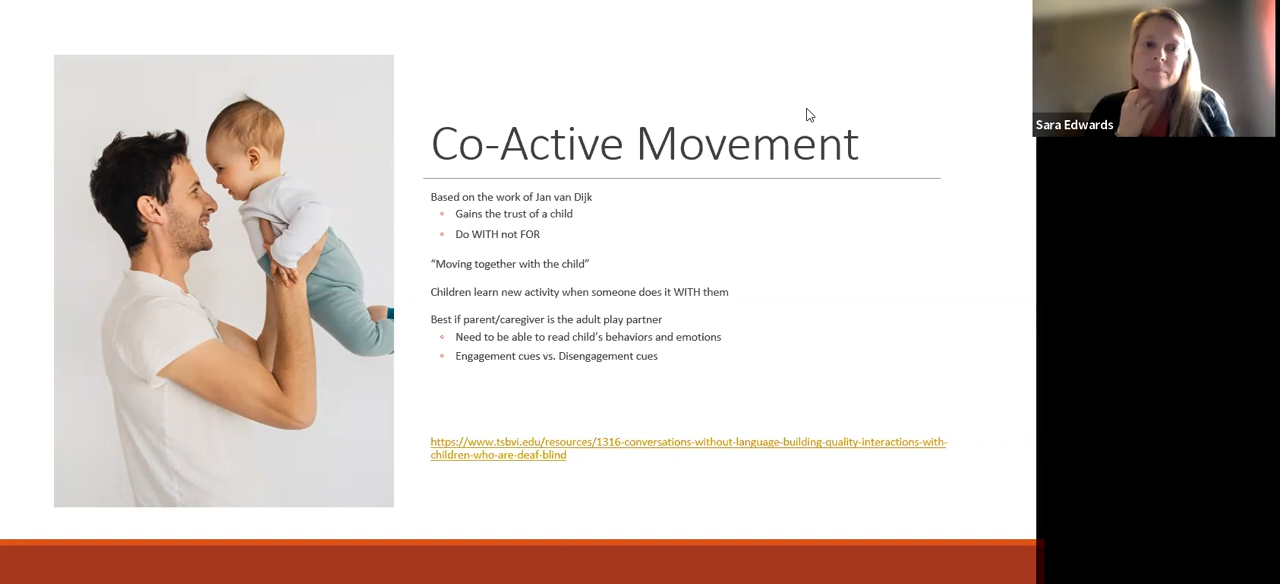 Co-Active Movement
Based on the work of Jan van Dijk
Gains the trust of a child
Do WITH not FOR
“Moving together with the child”
Children learn new activity when someone does it WITH them
Best if parent/caregiver is the adult play partner
Need to be able to read child’s behaviors and emotions
Engagement cues vs. Disengagement cues
https://www.tsbvi.edu/resources/1316-conversations-without-language-building-quality-interactions-with-
children-who-are-deaf-blind
Sara Edwards